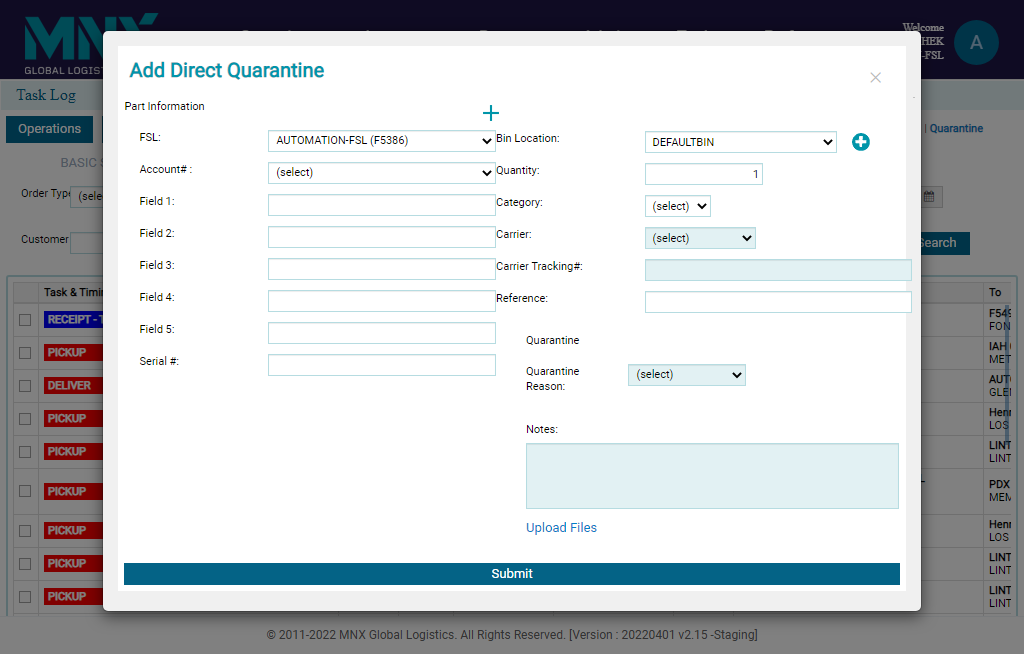 MNX
GLOBAL LOGIST
Welcome
HEK
-FSL
A
Task Log
Operations
| Quarantine
BASIC S
Order Type
(sele
Customer
Search
Task & Timi
To
RECEIPT - T
F549
FON
PICKUP
IAH
MET
DELIVER
AUT
GLE
PICKUP
Henr
LOS
PICKUP
LINT
LINT
PICKUP
PDX
MEM
PICKUP
Henr
LOS
PICKUP
LINT
LINT
PICKUP
LINT
LINT
Add Direct Quarantine
×
Part Information
+
FSL:
AUTOMATION-FSL (F5386)
Bin Location:
DEFAULTBIN
Account# :
(select)
Quantity:
1
Field 1:
Category:
(select)
Field 2:
Carrier:
(select)
Field 3:
Carrier Tracking#:
Field 4:
Reference:
Field 5:
Quarantine
Serial #:
Quarantine
Reason:
(select)
Notes:
Upload Files
Submit
© 2011-2022 MNX Global Logistics. All Rights Reserved. [Version : 20220401 v2.15 -Staging]